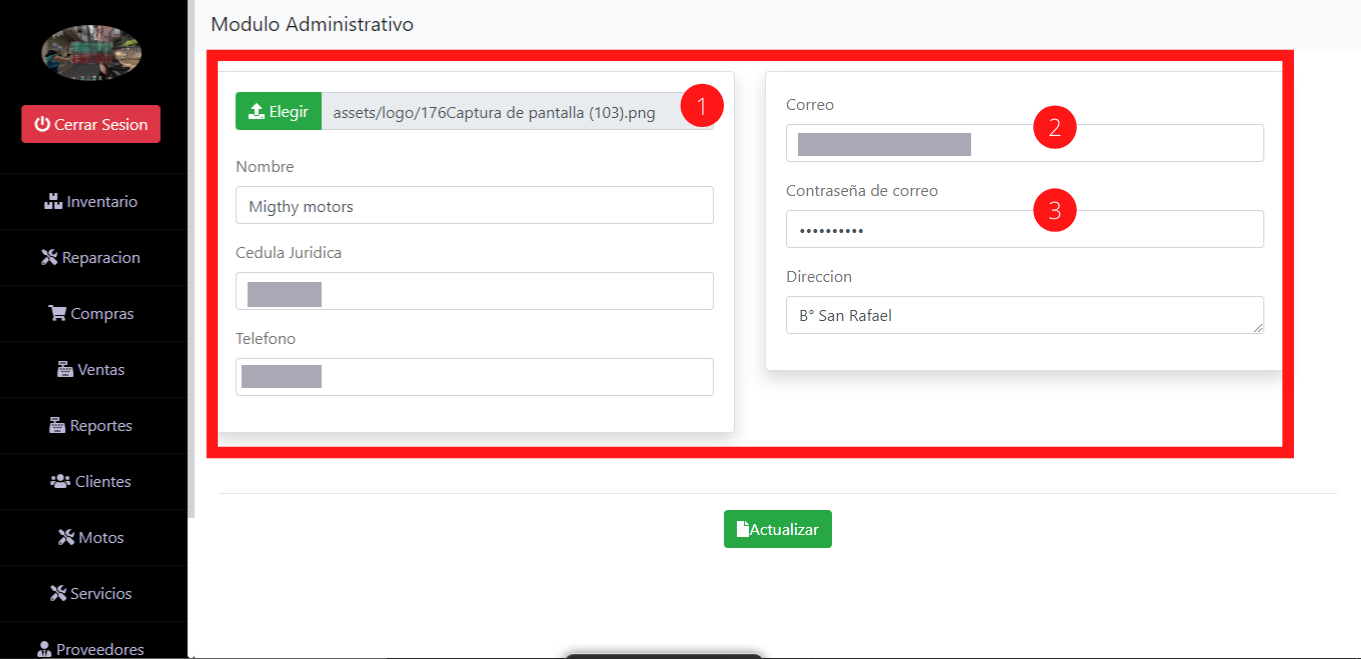 Modulo Administrativo
Cerrar Sesion
Inventario
Reparacion
Compras
Ventas
Reportes
Clientes
Motos
Servicios
Proveedores
Elegir
assets/logo/176Captura de pantalla (103).png
1
Nombre
Migthy motors
Cedula Juridica
Telefono
Correo
2
Contraseña de correo
3
••••••••••
Direccion
B° San Rafael
Actualizar